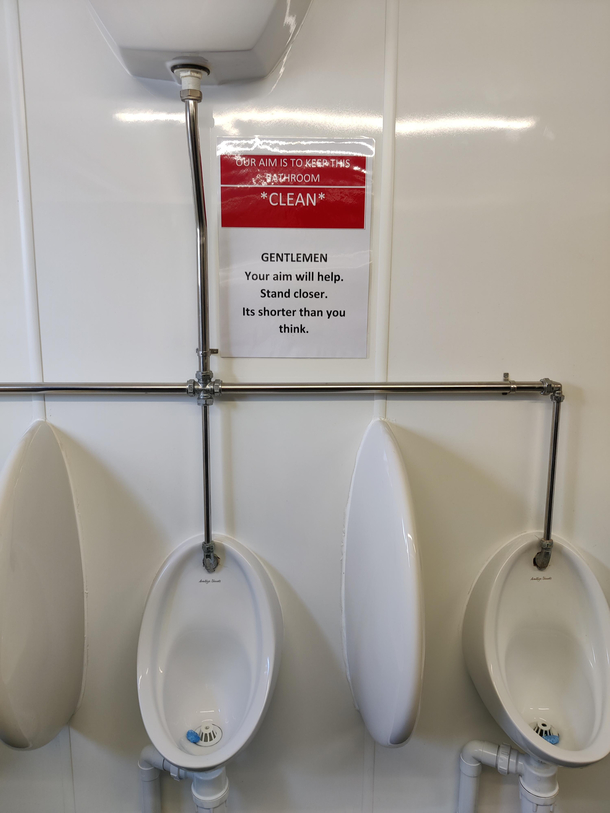 OUR AIM IS TO KEEP THIS
BATHROOM
*CLEAN*
GENTLEMEN
Your aim will help.
Stand closer.
Its shorter than you
think.